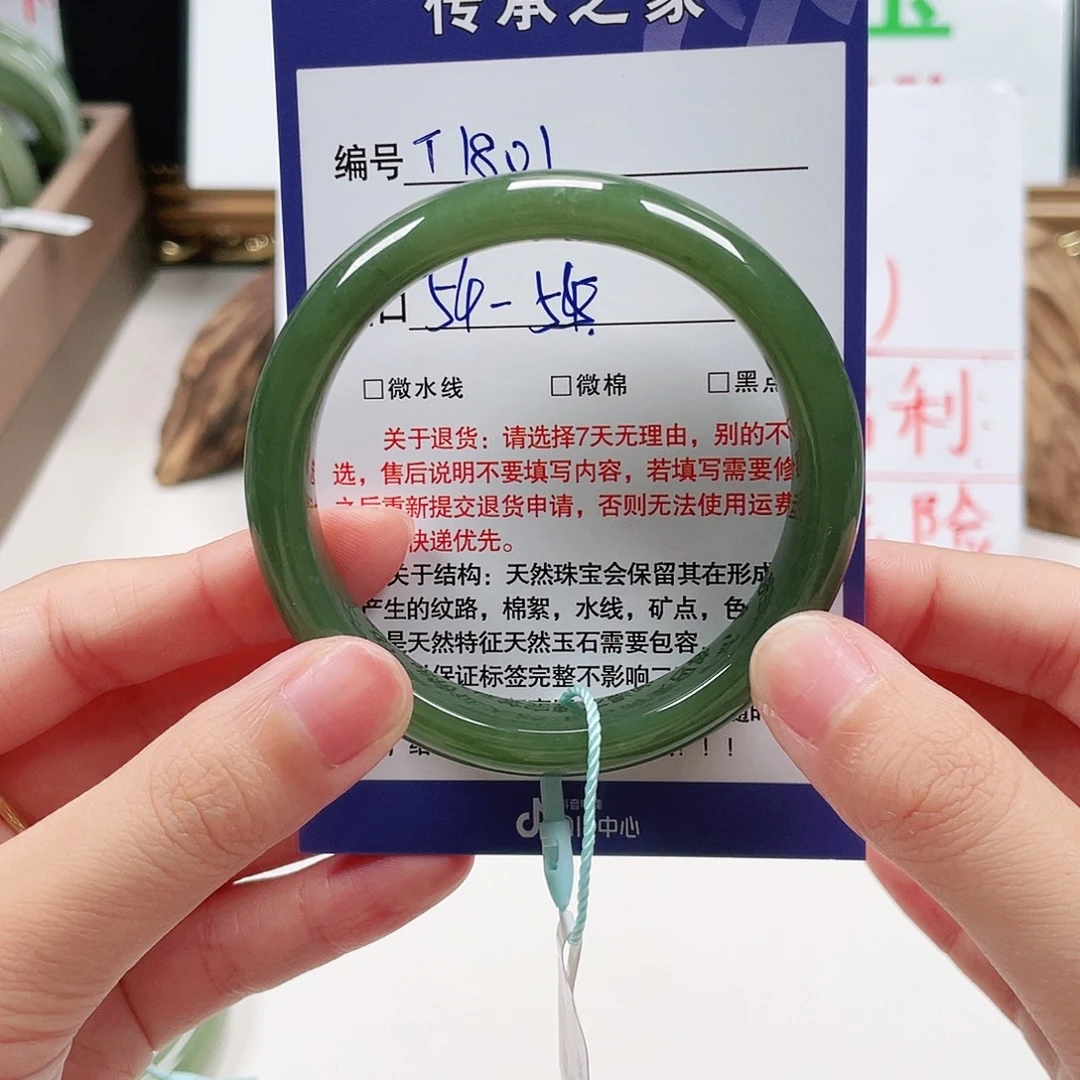 传承之家
编号 T1801
口 54-54.5
□微水线 □微棉 □黑点
关于退货：请选择7天无理由，别的不
选，售后说明不要填写内容，若填写需要修
之后重新提交退货申请，否则无法使用运费
快递优先。
关于结构：天然珠宝会保留其在形成
产生的纹路，棉絮，水线，矿点，色
是天然特征天然玉石需要包容。
保证标签完整不影响二
！！
中心
利
险